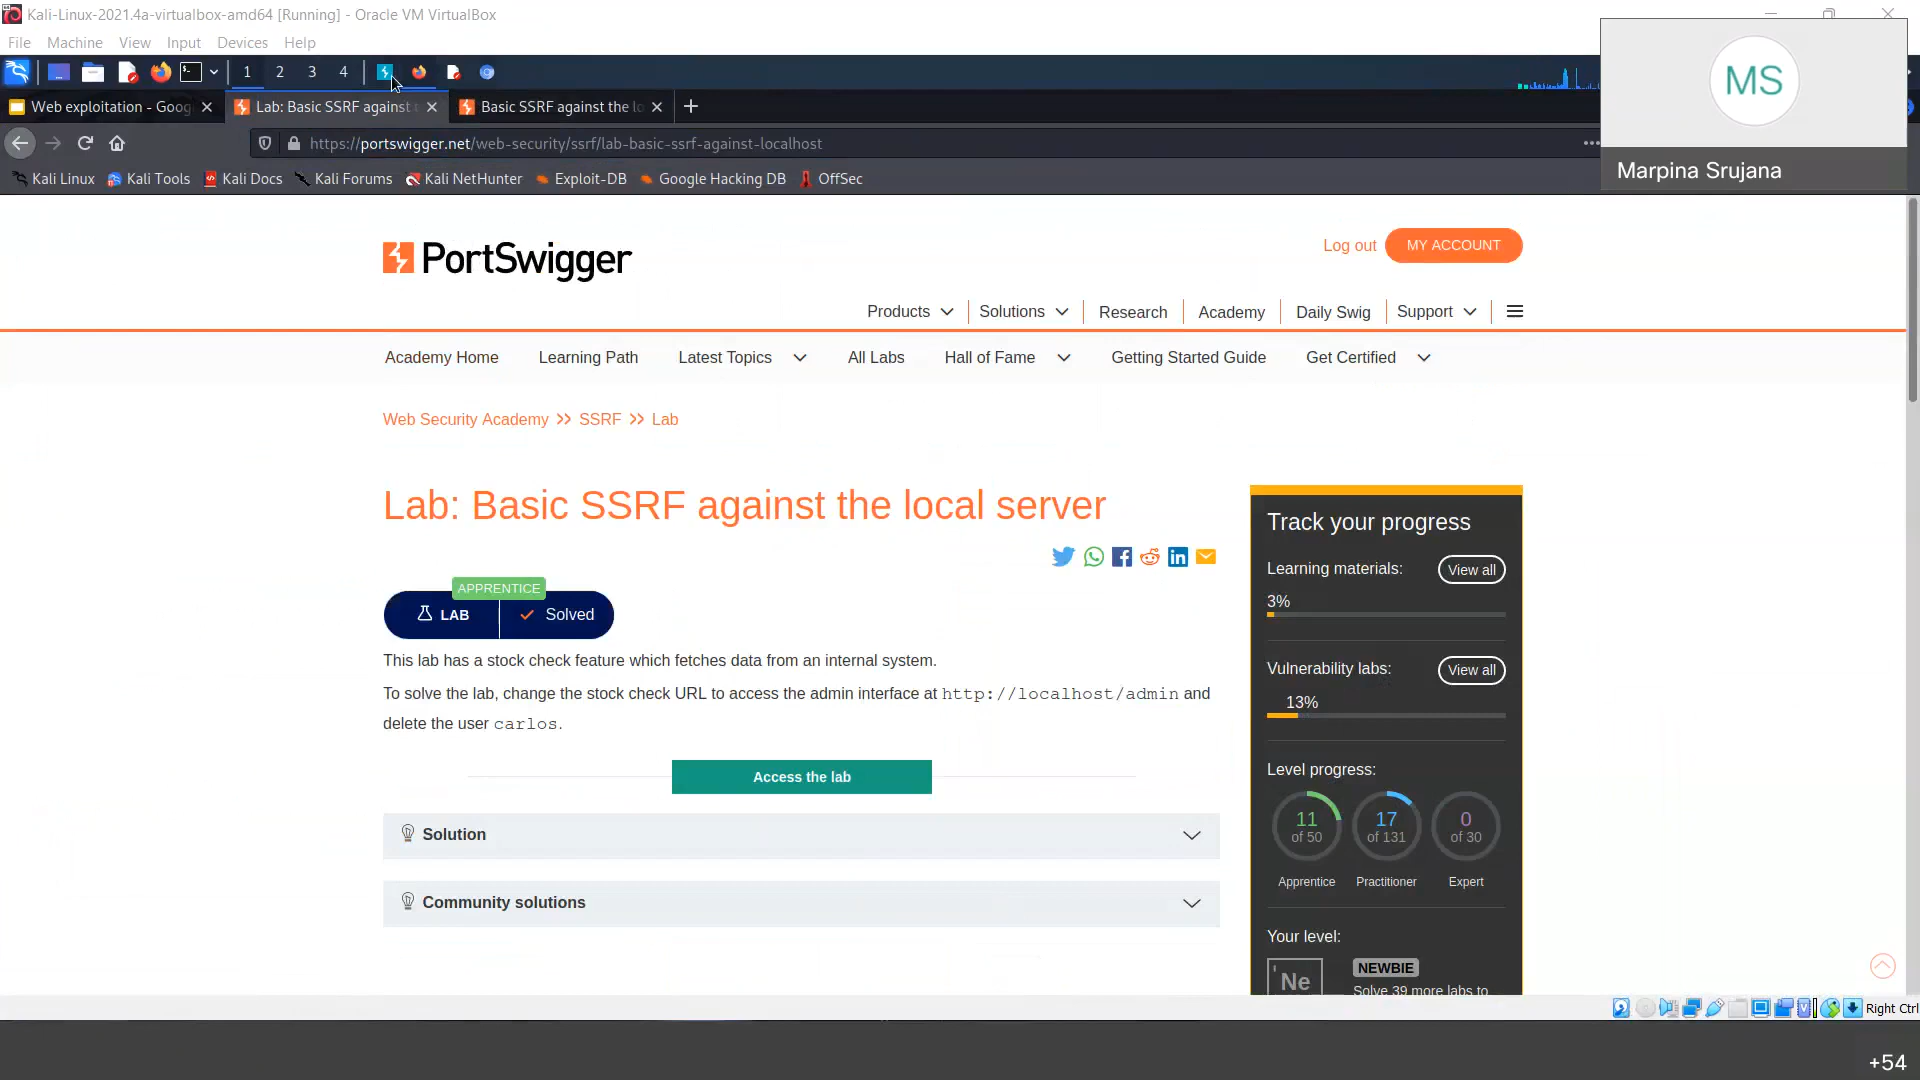 Kali-Linux-2021.4a-virtualbox-amd64 [Running] - Oracle VM VirtualBox
File Machine View Input Devices Help
1 2 3 4
Web exploitation - Goog
Lab: Basic SSRF against
Basic SSRF against the lo
https://portswigger.net/web-security/ssrf/lab-basic-ssrf-against-localhost
Kali Linux Kali Tools Kali Docs Kali Forums Kali NetHunter Exploit-DB Google Hacking DB OffSec
MS
Marpina Srujana
PortSwigger
Log out MY ACCOUNT
Products Solutions Research Academy Daily Swig Support
Academy Home Learning Path Latest Topics All Labs Hall of Fame Getting Started Guide Get Certified
Web Security Academy >> SSRF >> Lab
Lab: Basic SSRF against the local server
APPRENTICE
LAB Solved
This lab has a stock check feature which fetches data from an internal system.
To solve the lab, change the stock check URL to access the admin interface at http://localhost/admin and
delete the user carlos.
Access the lab
Solution
Community solutions
Track your progress
Learning materials: View all
3%
Vulnerability labs: View all
13%
Level progress:
11 17 0
of 50 of 131 of 30
Apprentice Practitioner Expert
Your level:
Ne NEWBIE
Solve 39 more labs to
Right Ctrl
+54